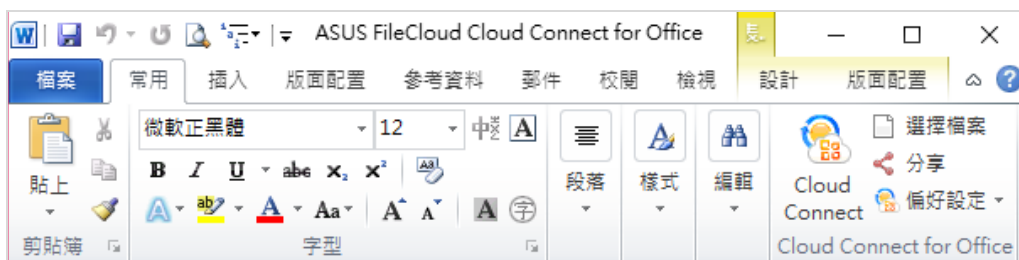 ASUS FileCloud Cloud Connect for Office
檔案 常用 插入 版面配置 參考資料 郵件 校閱 檢視 設計 版面配置
微軟正黑體 12 中 A
貼上
B I U abc x₂ x² Aa
A ab A Aa A A A 字
段落 樣式 編輯
Cloud Connect
選擇檔案
分享
偏好設定
剪貼簿 字型 Cloud Connect for Office